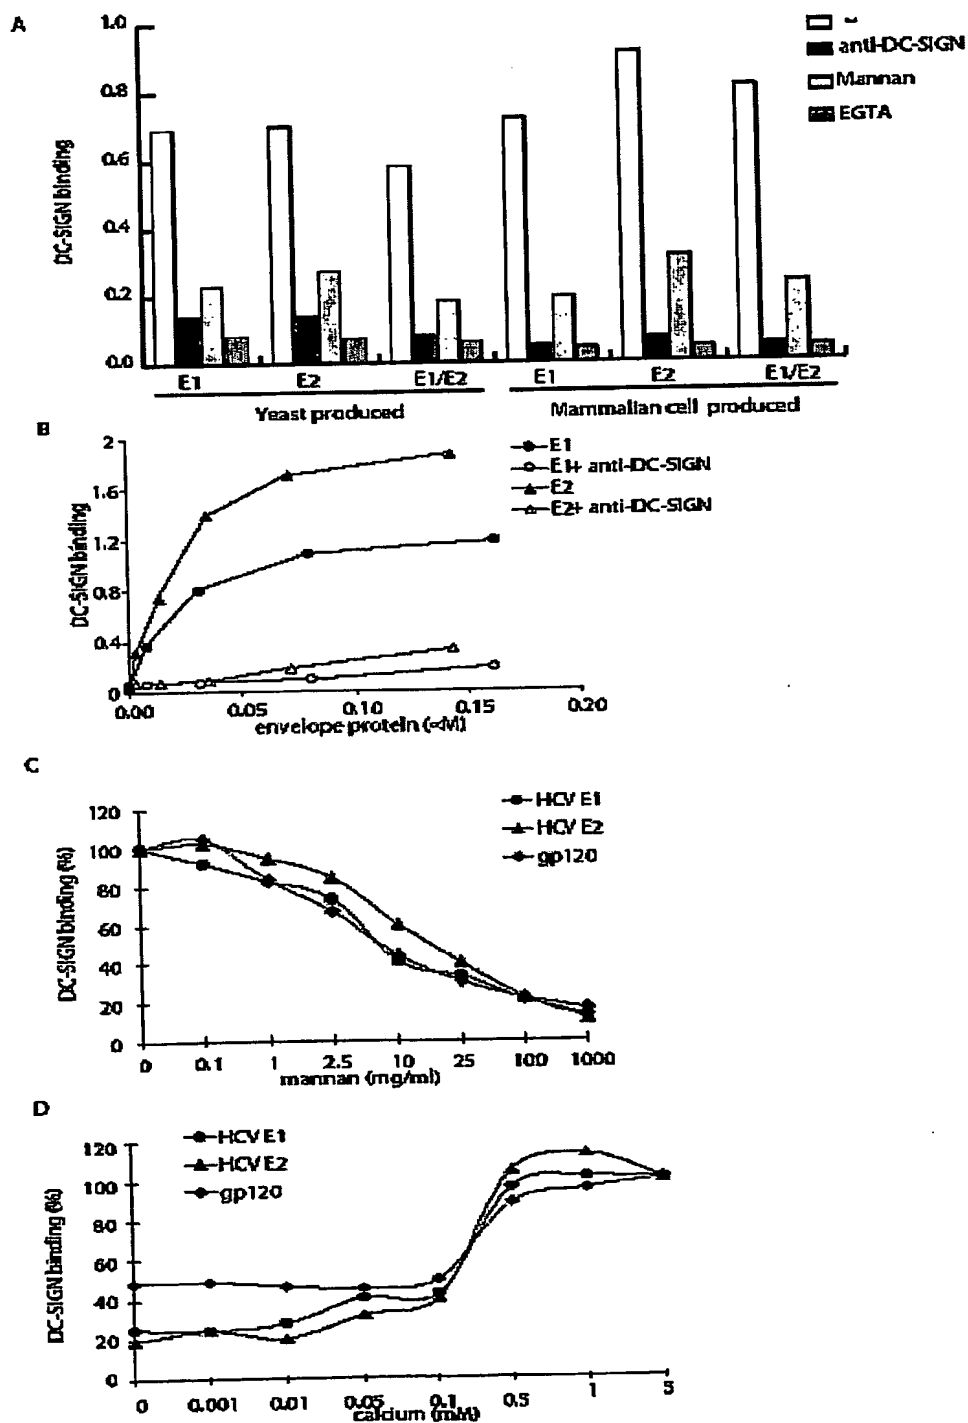 A
1.0
0.8
0.6
0.4
0.2
0.0
DC-SIGN binding
-
anti-DC-SIGN
Mannan
EGTA
E1 E2 E1/E2 E1 E2 E1/E2
Yeast produced Mammalian cell produced
B
2
1.6
1.2
0.8
0.4
0
DC-SIGN binding
E1
E1+ anti-DC-SIGN
E2
E2+ anti-DC-SIGN
0.00 0.05 0.10 0.15 0.20
envelope protein
C
120
100
80
60
40
20
0
DC-SIGN binding (%)
HCV E1
HCV E2
gp120
0 0.1 1 2.5 10 25 100 1000
mannan (mg/ml)
D
120
100
80
60
40
20
0
DC-SIGN binding (%)
HCV E1
HCV E2
gp120
0 0.001 0.01 0.05 0.1 0.5 1 5
calcium (mM)